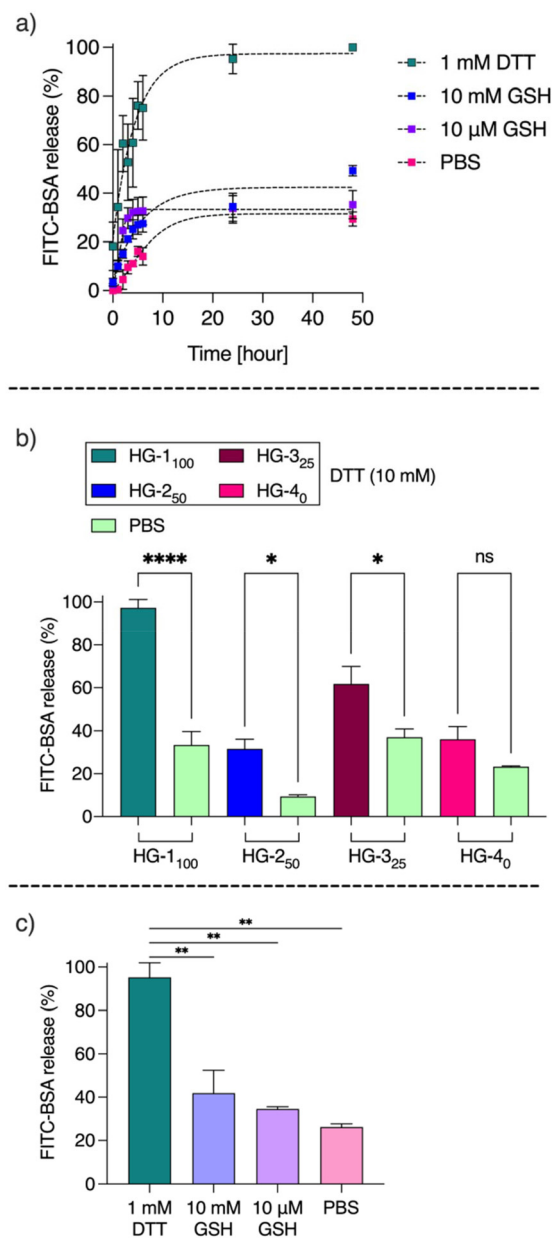 a)
FITC-BSA release (%)
100
80
60
40
20
0
0 10 20 30 40 50
Time [hour]
1 mM DTT
10 mM GSH
10 µM GSH
PBS
b)
HG-1₁₀₀ HG-3₂₅
HG-2₅₀ HG-4₀
DTT (10 mM)
PBS
**** * * ns
FITC-BSA release (%)
100
80
60
40
20
0
HG-1₁₀₀ HG-2₅₀ HG-3₂₅ HG-4₀
c)
**
**
**
FITC-BSA release (%)
100
80
60
40
20
0
1 mM 10 mM 10 µM PBS
DTT GSH GSH